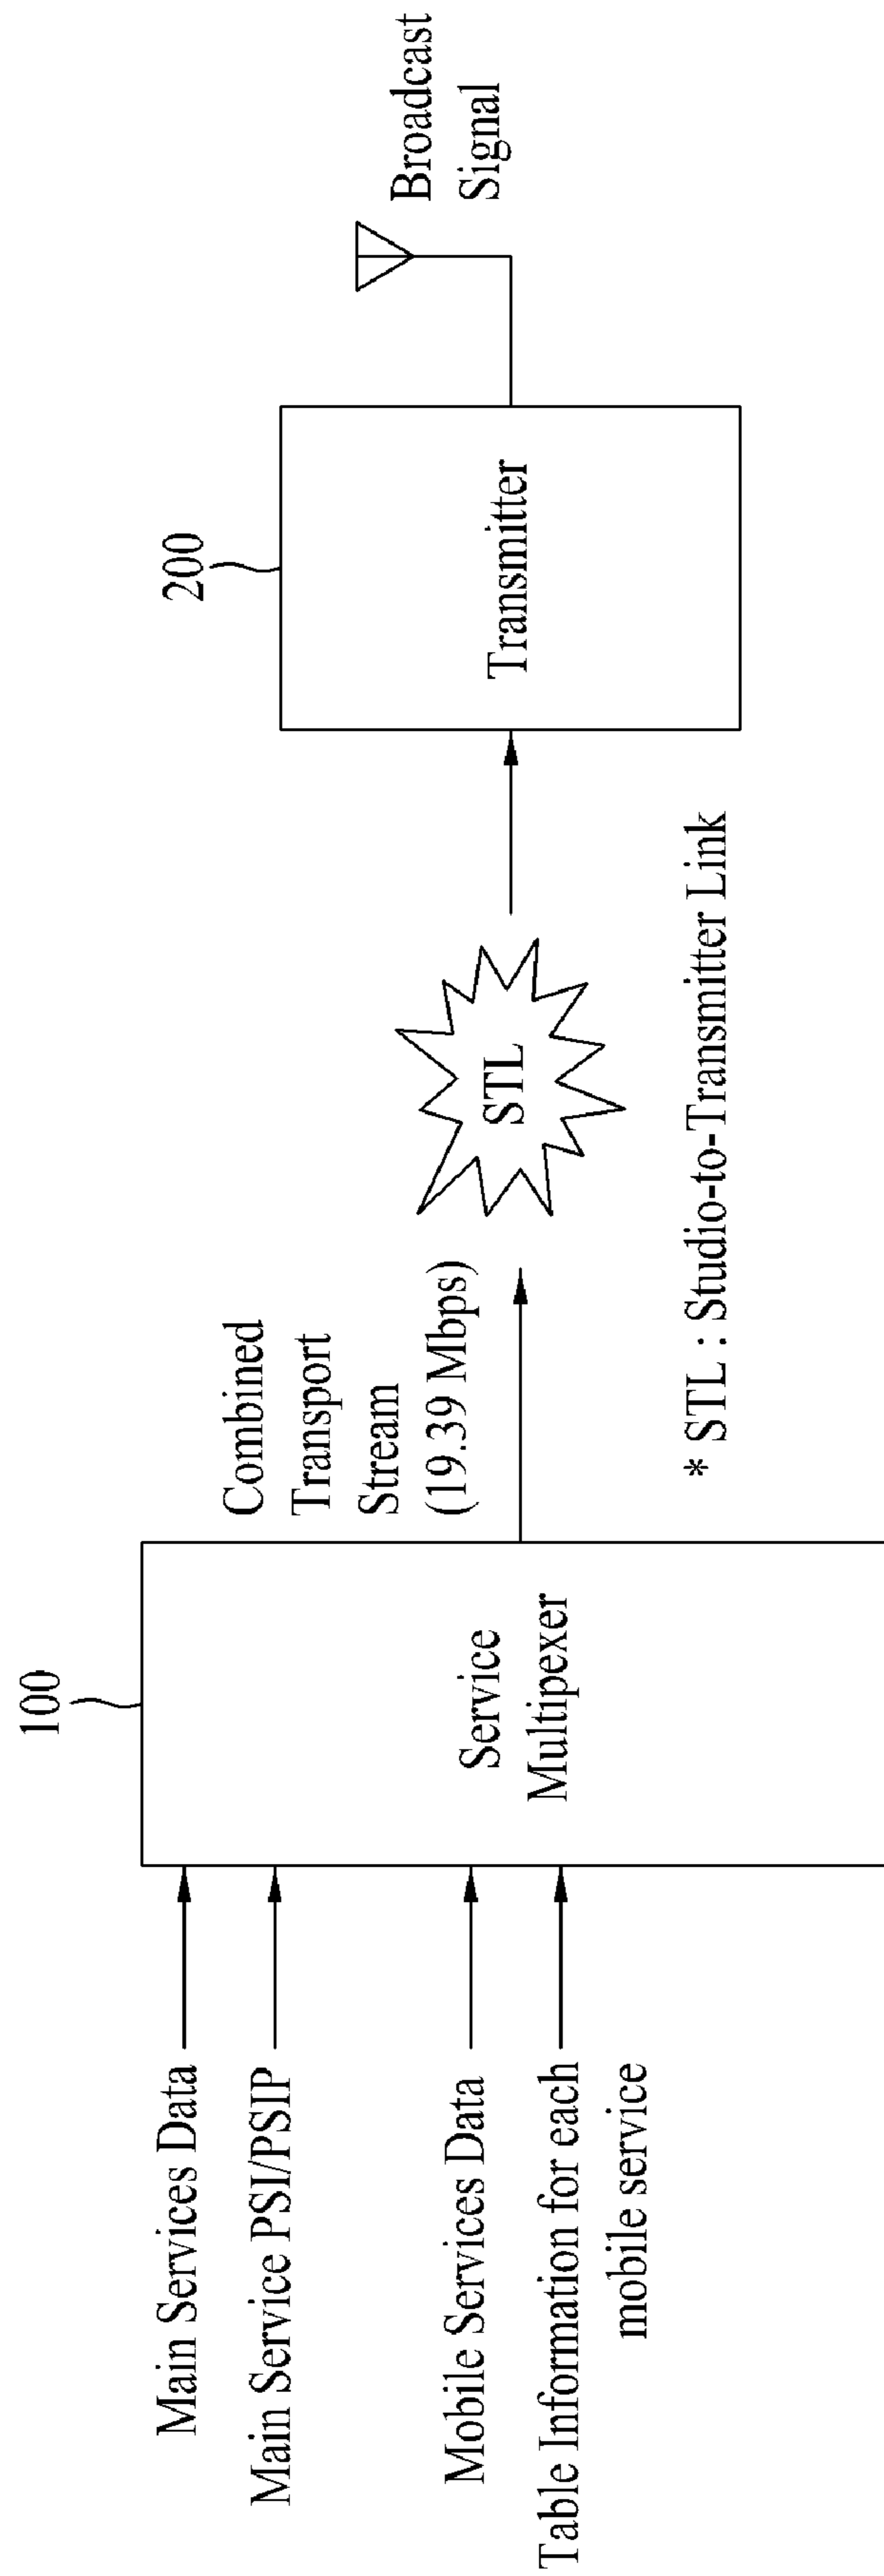 Main Services Data
Main Service PSI/PSIP
Mobile Services Data
Table Information for each
mobile service
100
Service
Multipexer
Combined
Transport
Stream
(19.39 Mbps)
STL
* STL : Studio-to-Transmitter Link
200
Transmitter
Broadcast
Signal